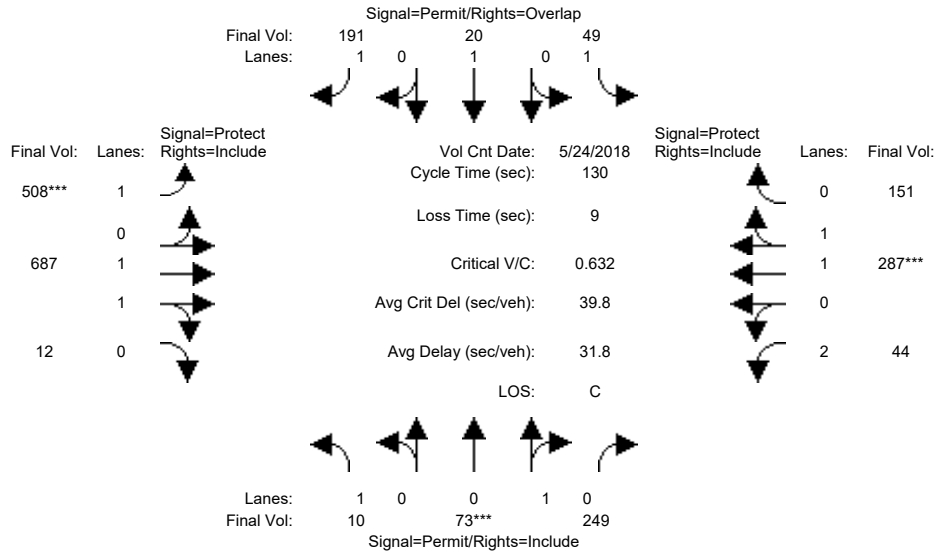 Signal=Permit/Rights=Overlap
Final Vol: 191 20 49
Lanes: 1 0 1 0 1
Signal=Protect Signal=Protect
Final Vol: Lanes: Rights=Include Vol Cnt Date: 5/24/2018 Rights=Include Lanes: Final Vol:
Cycle Time (sec): 130
508*** 1 0 151
Loss Time (sec): 9
0 1
687 1 Critical V/C: 0.632 1 287***
1 Avg Crit Del (sec/veh): 39.8 0
12 0 Avg Delay (sec/veh): 31.8 2 44
LOS: C
Lanes: 1 0 0 1 0
Final Vol: 10 73*** 249
Signal=Permit/Rights=Include